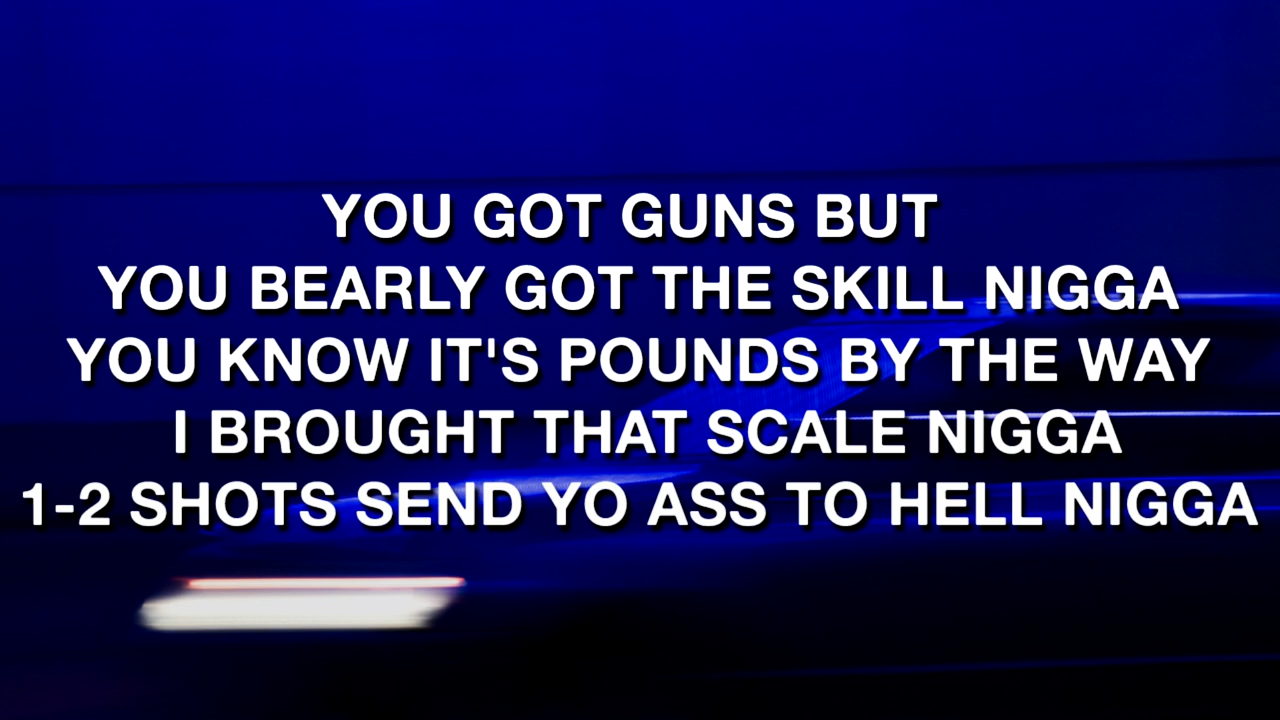 YOU GOT GUNS BUT
YOU BEARLY GOT THE SKILL NIGGA
YOU KNOW IT'S POUNDS BY THE WAY
I BROUGHT THAT SCALE NIGGA
1-2 SHOTS SEND YO ASS TO HELL NIGGA